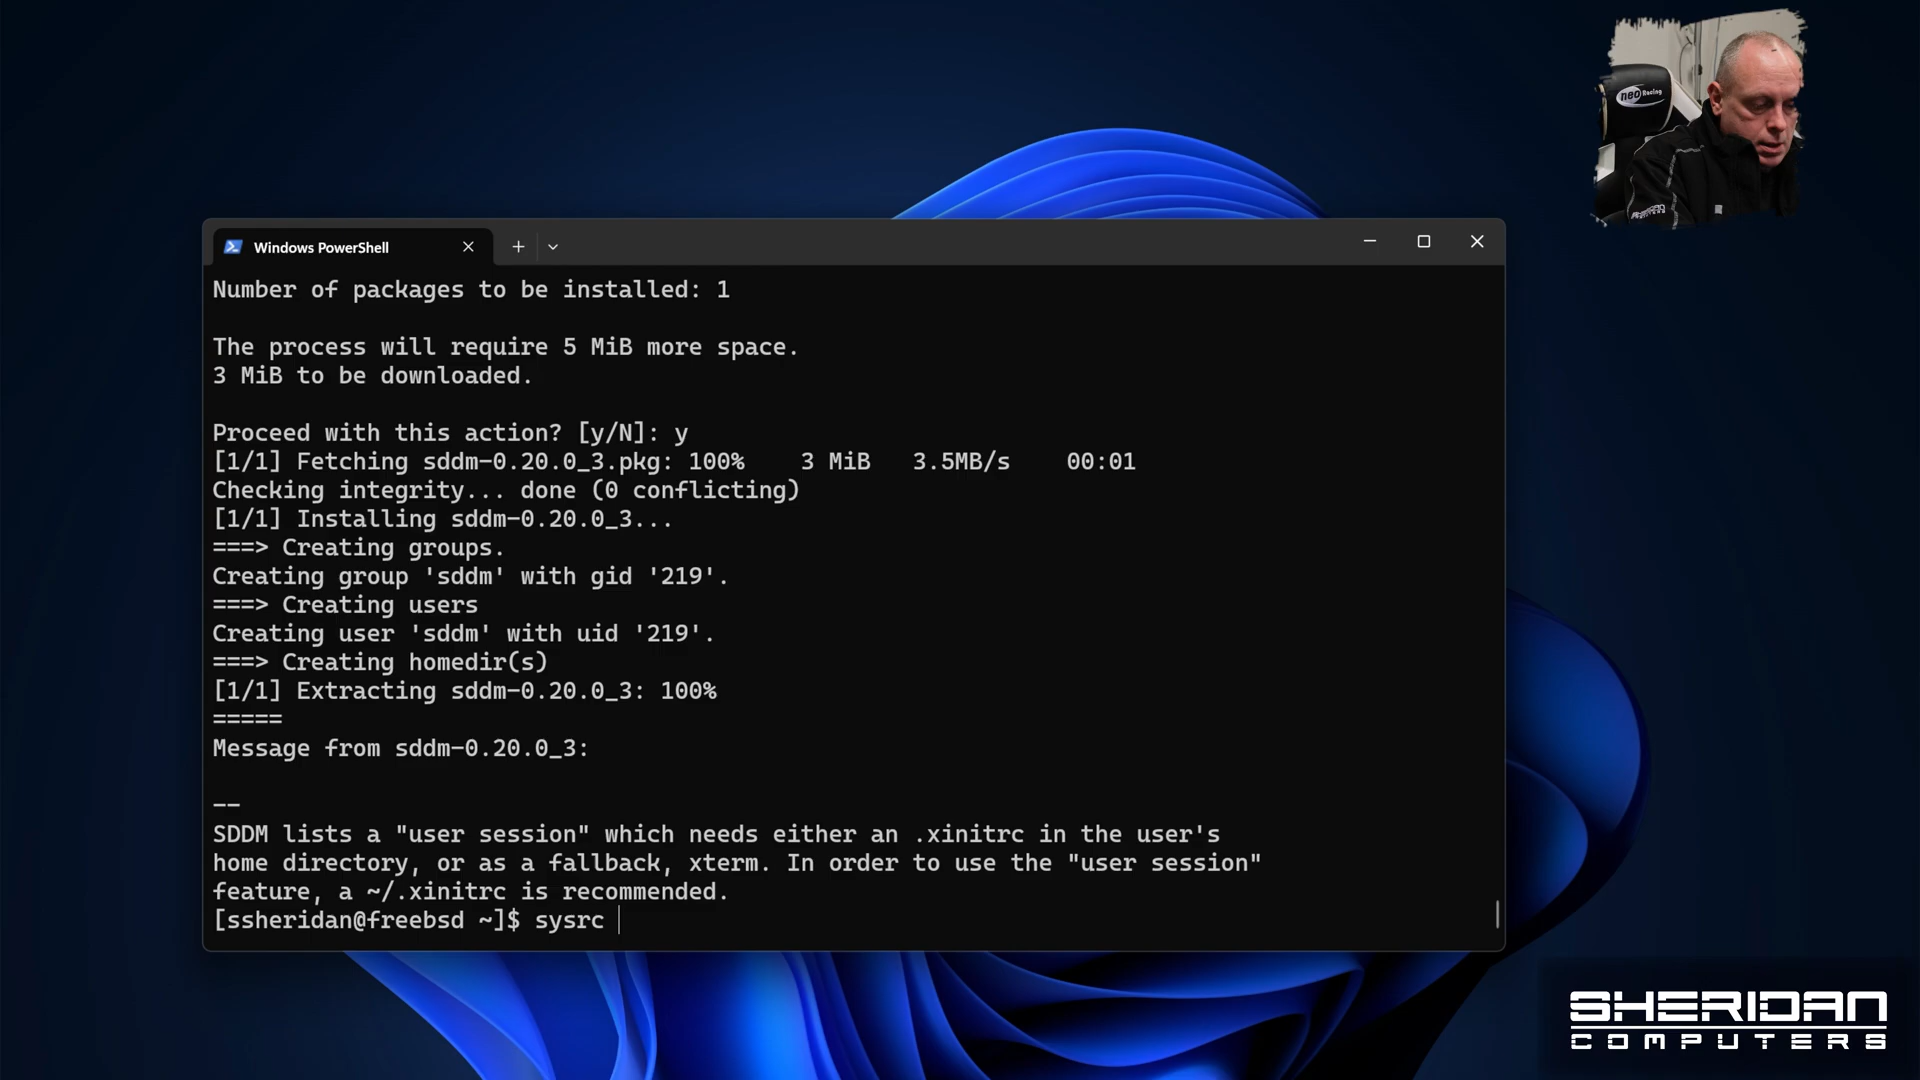 neo Racing
Windows PowerShell
Number of packages to be installed: 1
The process will require 5 MiB more space.
3 MiB to be downloaded.
Proceed with this action? [y/N]: y
[1/1] Fetching sddm-0.20.0_3.pkg: 100%    3 MiB   3.5MB/s    00:01
Checking integrity... done (0 conflicting)
[1/1] Installing sddm-0.20.0_3...
===> Creating groups.
Creating group 'sddm' with gid '219'.
===> Creating users
Creating user 'sddm' with uid '219'.
===> Creating homedir(s)
[1/1] Extracting sddm-0.20.0_3: 100%
=====
Message from sddm-0.20.0_3:
--
SDDM lists a "user session" which needs either an .xinitrc in the user's
home directory, or as a fallback, xterm. In order to use the "user session"
feature, a ~/.xinitrc is recommended.
[ssheridan@freebsd ~]$ sysrc
SHERIDAN
COMPUTERS